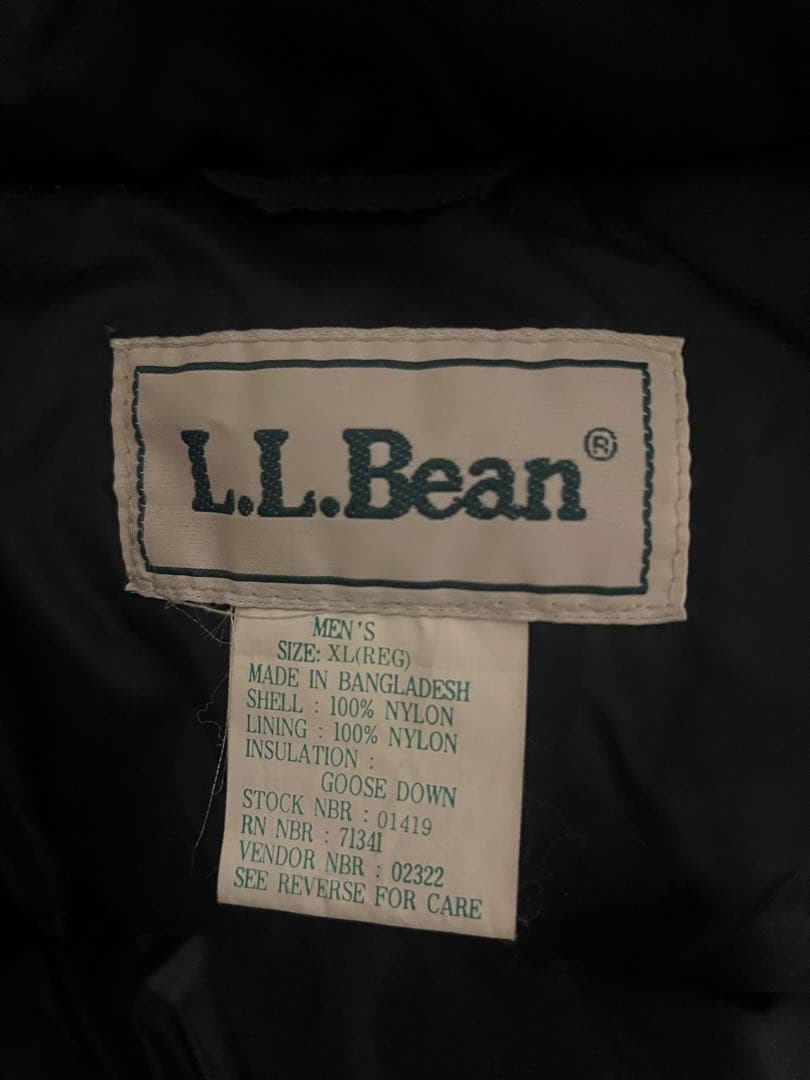 L.L.Bean®
MEN'S
SIZE: XL(REG)
MADE IN BANGLADESH
SHELL : 100% NYLON
LINING : 100% NYLON
INSULATION :
GOOSE DOWN
STOCK NBR : 01419
RN NBR : 71341
VENDOR NBR : 02322
SEE REVERSE FOR CARE